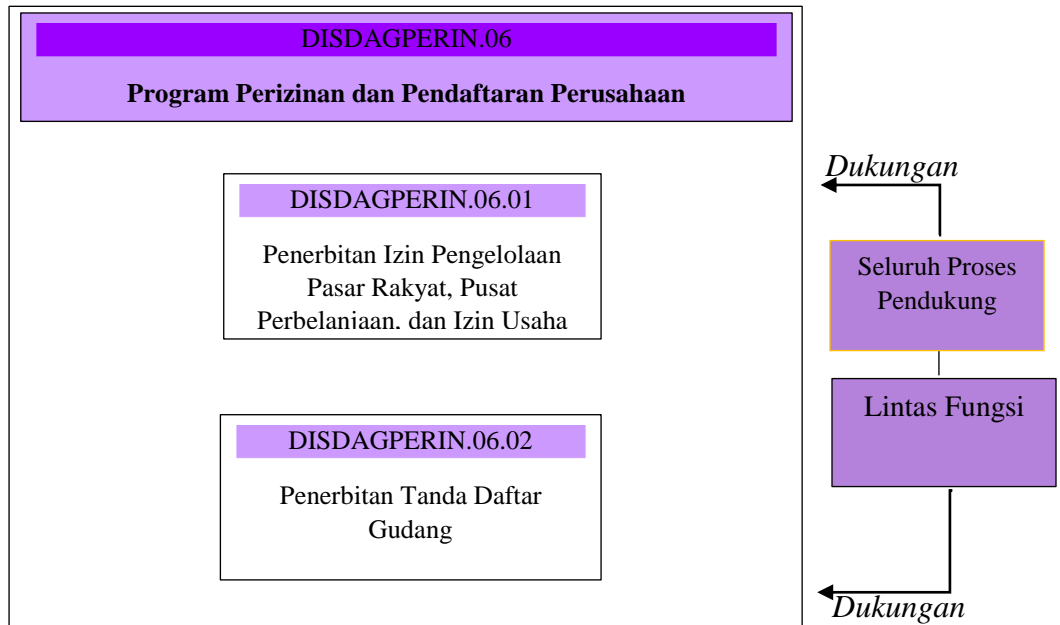 DISDAGPERIN.06
Program Perizinan dan Pendaftaran Perusahaan
DISDAGPERIN.06.01
Penerbitan Izin Pengelolaan
Pasar Rakyat, Pusat
Perbelanjaan, dan Izin Usaha
DISDAGPERIN.06.02
Penerbitan Tanda Daftar
Gudang
Dukungan
Seluruh Proses
Pendukung
Lintas Fungsi
Dukungan